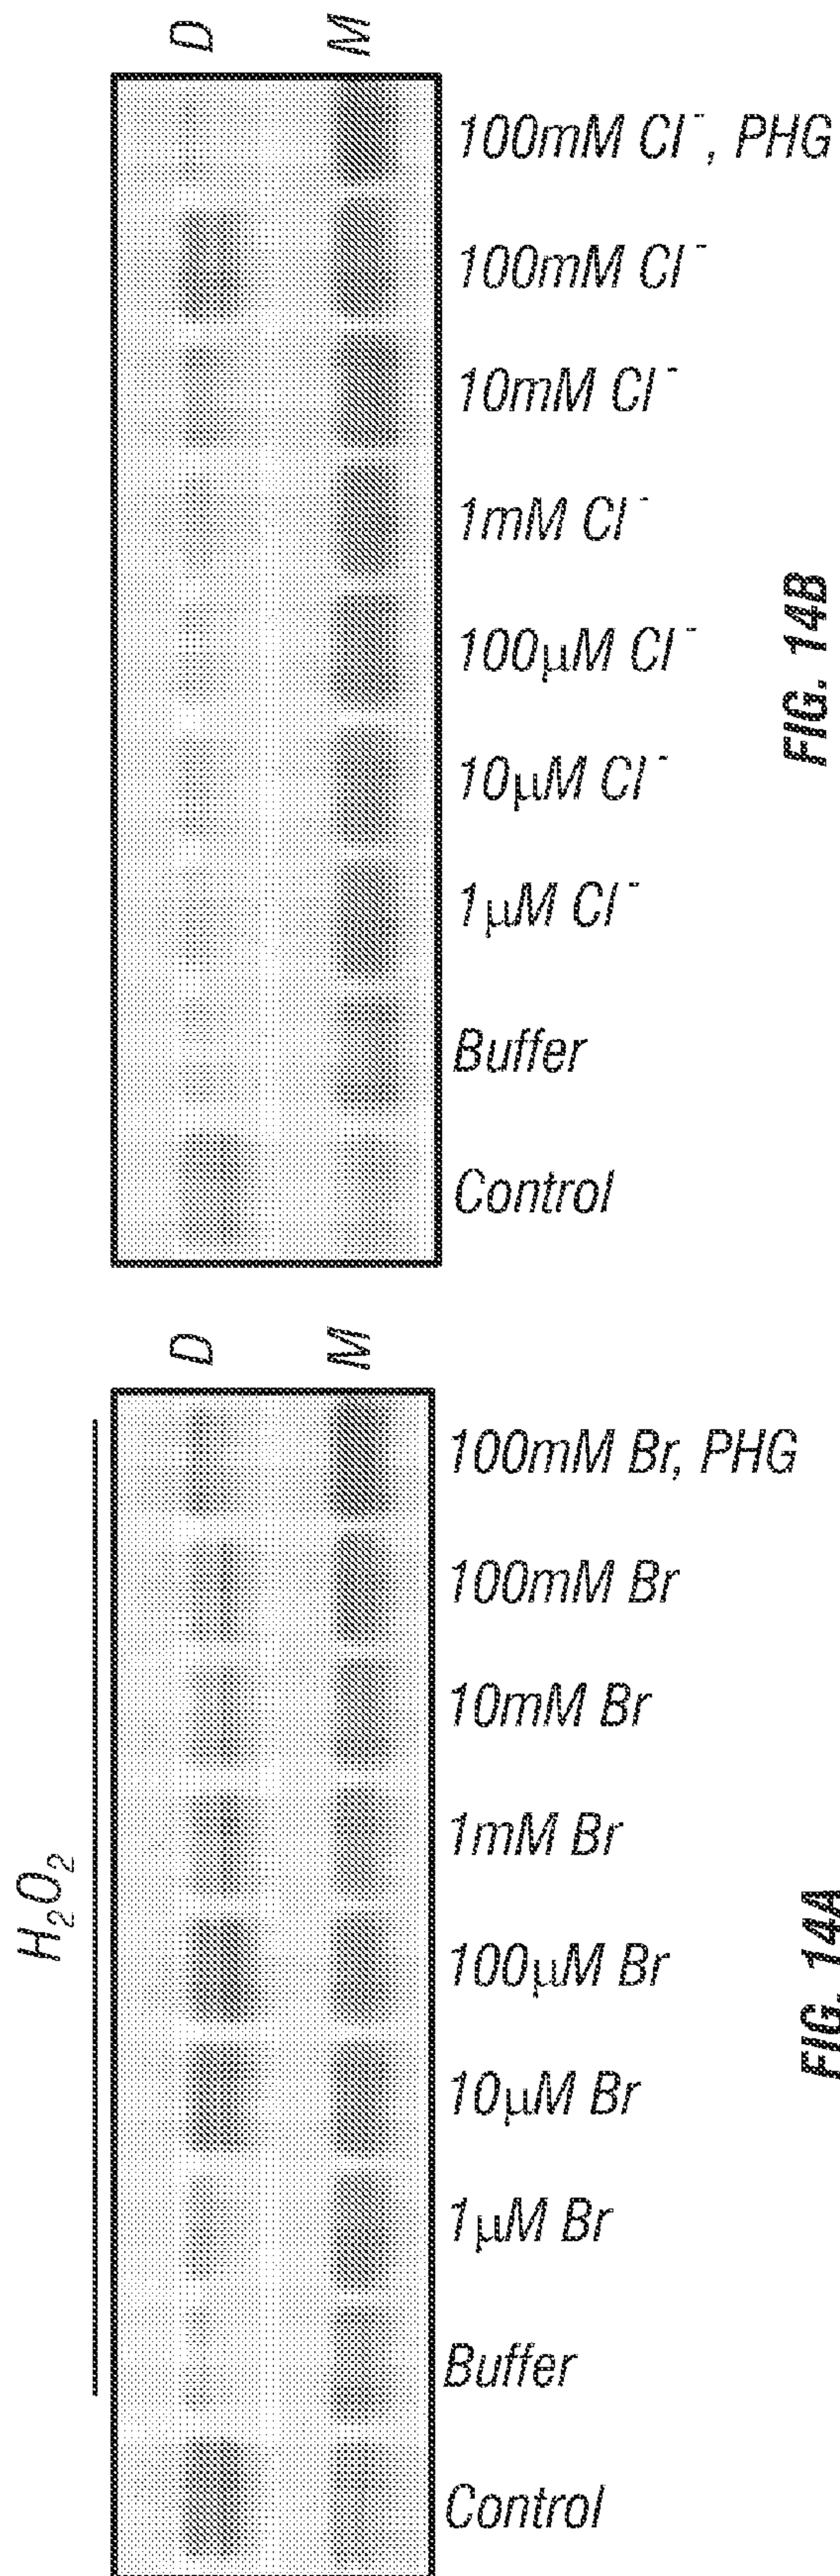 H₂O₂
D
M
Control
Buffer
1µM Br
10µM Br
100µM Br
1mM Br
10mM Br
100mM Br
100mM Br, PHG
FIG. 14A
D
M
Control
Buffer
1µM Cl⁻
10µM Cl⁻
100µM Cl⁻
1mM Cl⁻
10mM Cl⁻
100mM Cl⁻
100mM Cl⁻, PHG
FIG. 14B